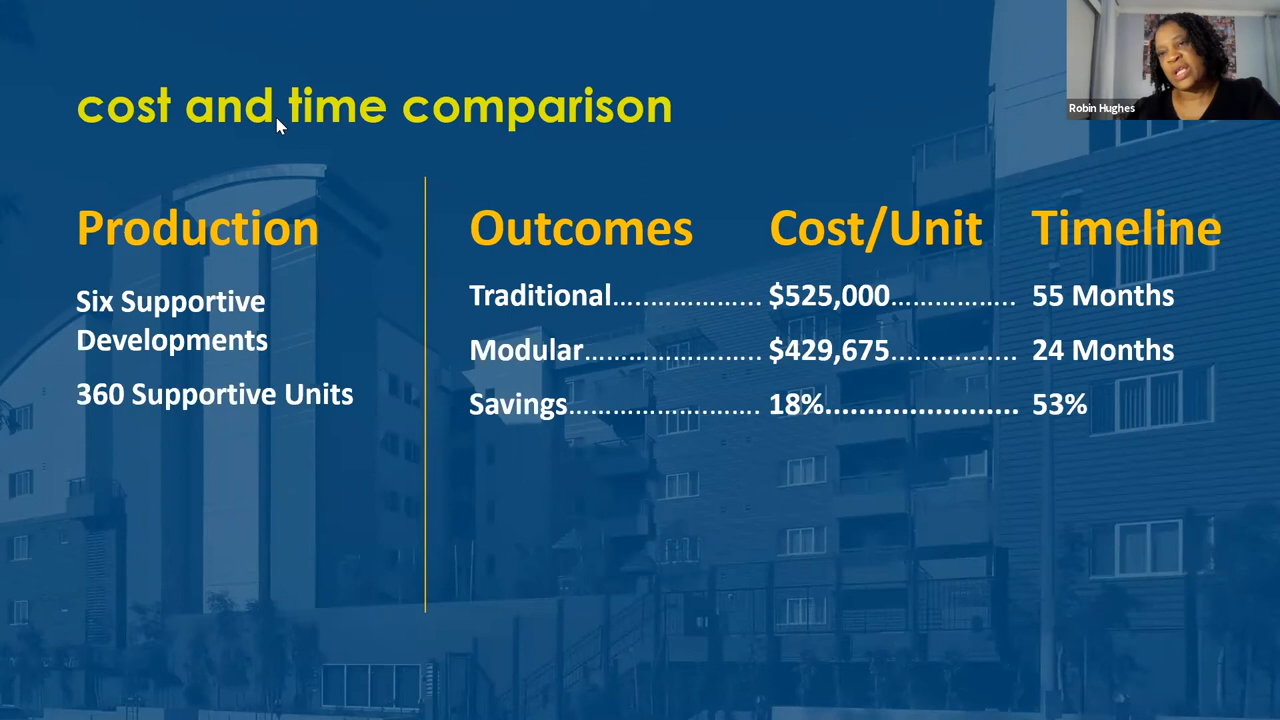 cost and time comparison
Robin Hughes
Production
Six Supportive
Developments
360 Supportive Units
Outcomes Cost/Unit Timeline
Traditional.................... $525,000.................. 55 Months
Modular........................ $429,675................ 24 Months
Savings.......................... 18%....................... 53%